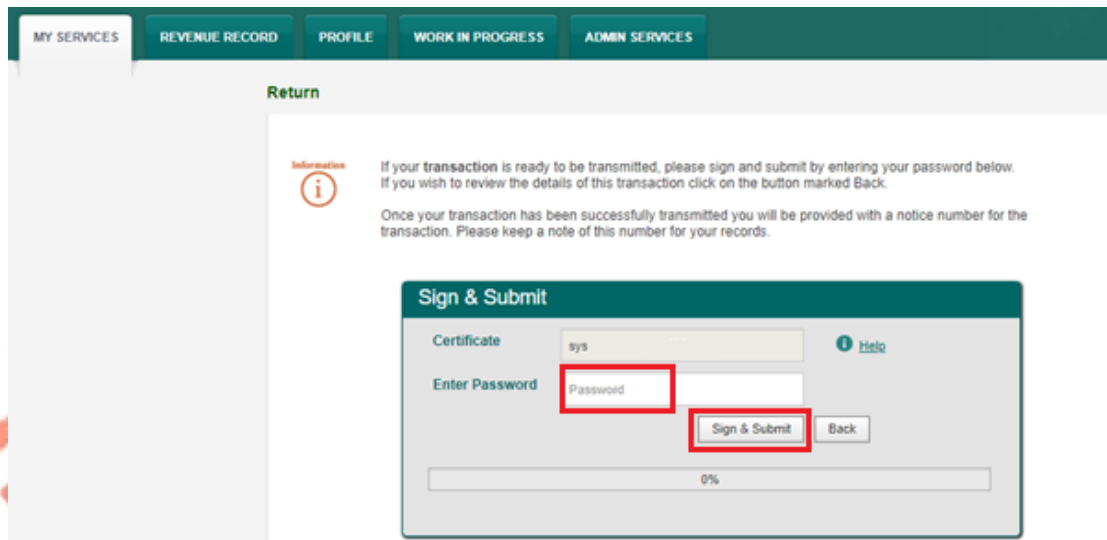 MY SERVICES REVENUE RECORD PROFILE WORK IN PROGRESS ADMIN SERVICES
Return
Information
i
If your transaction is ready to be transmitted, please sign and submit by entering your password below.
If you wish to review the details of this transaction click on the button marked Back.
Once your transaction has been successfully transmitted you will be provided with a notice number for the
transaction. Please keep a note of this number for your records.
Sign & Submit
Certificate sys i Help
Enter Password Password
Sign & Submit Back
0%